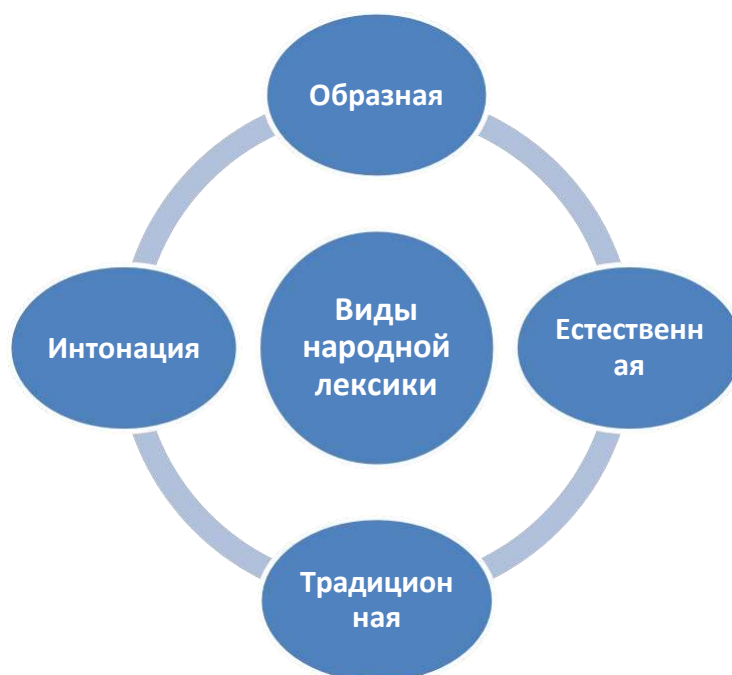 Образная
Виды
народной
лексики
Интонация
Естественн
ая
Традицион
ная